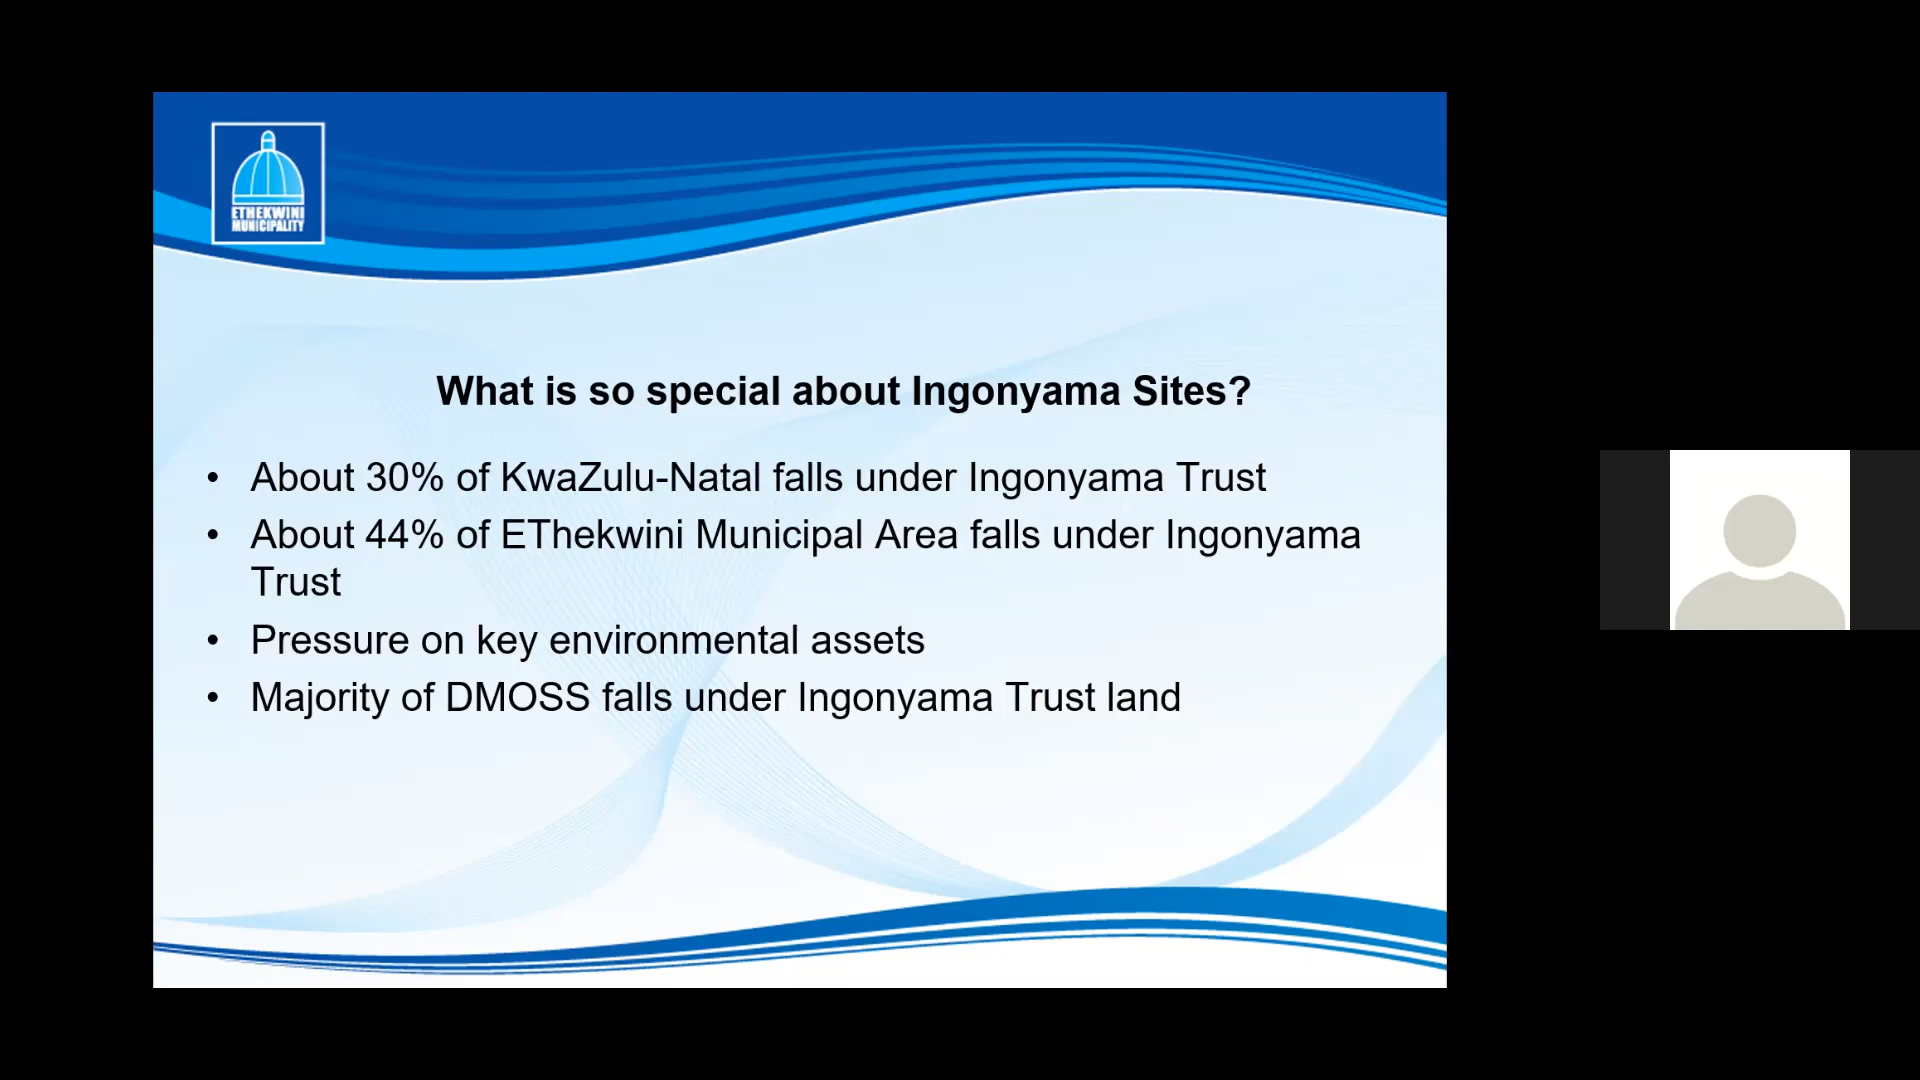 ETHEKWINI
MUNICIPALITY
What is so special about Ingonyama Sites?
• About 30% of KwaZulu-Natal falls under Ingonyama Trust
• About 44% of EThekwini Municipal Area falls under Ingonyama
Trust
• Pressure on key environmental assets
• Majority of DMOSS falls under Ingonyama Trust land